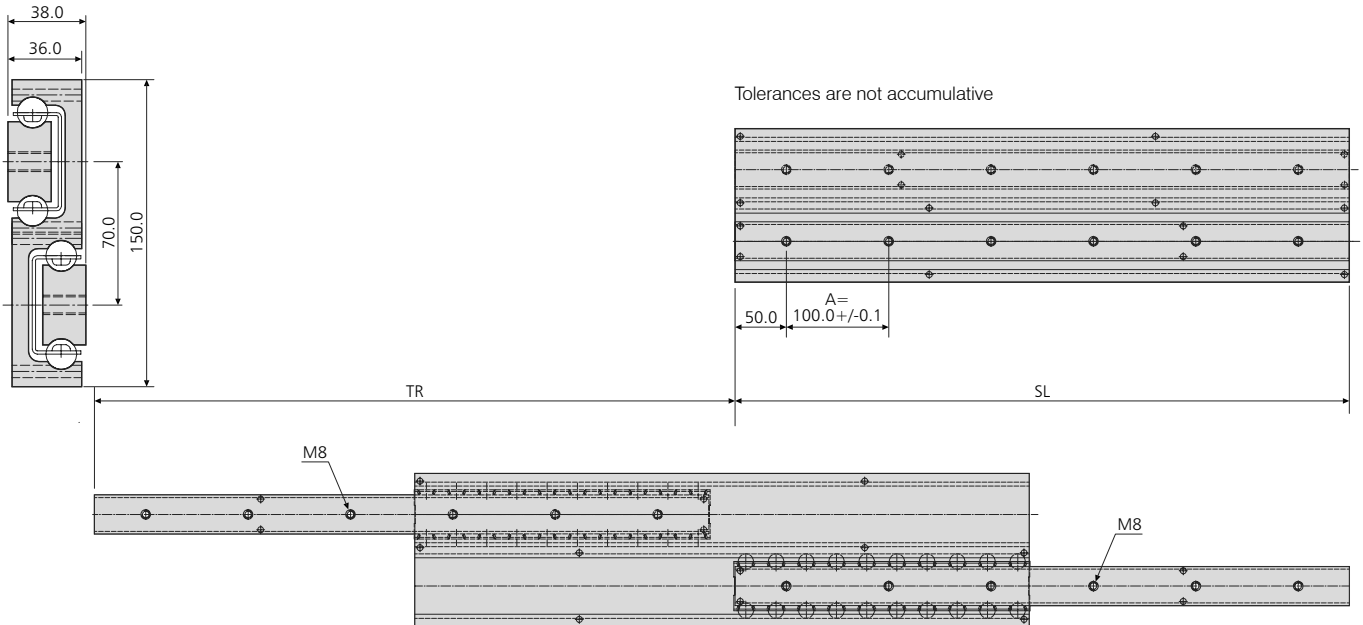 38.0
36.0
Tolerances are not accumulative
70.0
150.0
A=
50.0
100.0+/-0.1
TR
SL
M8
M8